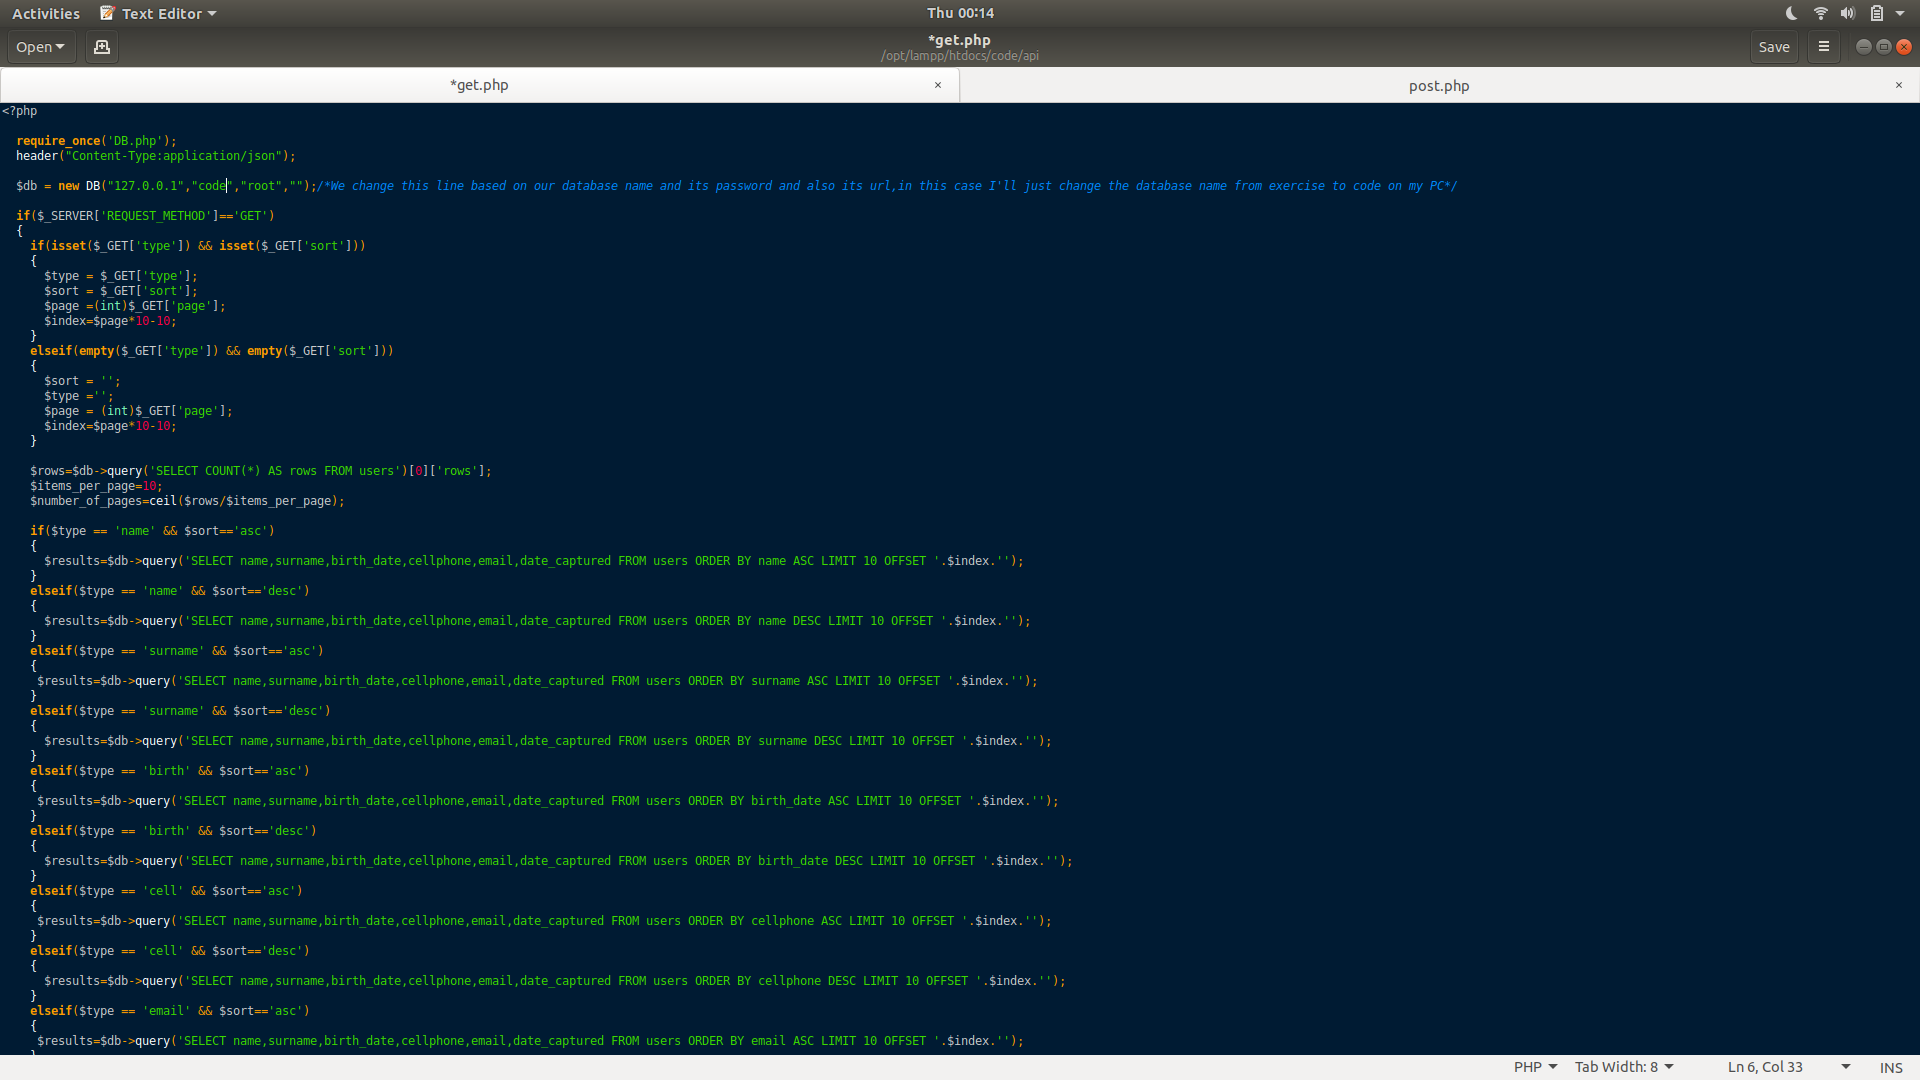 Activities Text Editor Thu 00:14
Open *get.php Save
/opt/lampp/htdocs/code/api
*get.php × post.php ×
<?php
require_once('DB.php');
header("Content-Type:application/json");
$db = new DB("127.0.0.1","code","root","");/*We change this line based on our database name and its password and also its url,in this case I'll just change the database name from exercise to code on my PC*/
if($_SERVER['REQUEST_METHOD']=='GET')
{
if(isset($_GET['type']) && isset($_GET['sort']))
{
$type = $_GET['type'];
$sort = $_GET['sort'];
$page =(int)$_GET['page'];
$index=$page*10-10;
}
elseif(empty($_GET['type']) && empty($_GET['sort']))
{
$sort = '';
$type ='';
$page = (int)$_GET['page'];
$index=$page*10-10;
}
$rows=$db->query('SELECT COUNT(*) AS rows FROM users')[0]['rows'];
$items_per_page=10;
$number_of_pages=ceil($rows/$items_per_page);
if($type == 'name' && $sort=='asc')
{
$results=$db->query('SELECT name,surname,birth_date,cellphone,email,date_captured FROM users ORDER BY name ASC LIMIT 10 OFFSET '.$index.'');
}
elseif($type == 'name' && $sort=='desc')
{
$results=$db->query('SELECT name,surname,birth_date,cellphone,email,date_captured FROM users ORDER BY name DESC LIMIT 10 OFFSET '.$index.'');
}
elseif($type == 'surname' && $sort=='asc')
{
$results=$db->query('SELECT name,surname,birth_date,cellphone,email,date_captured FROM users ORDER BY surname ASC LIMIT 10 OFFSET '.$index.'');
}
elseif($type == 'surname' && $sort=='desc')
{
$results=$db->query('SELECT name,surname,birth_date,cellphone,email,date_captured FROM users ORDER BY surname DESC LIMIT 10 OFFSET '.$index.'');
}
elseif($type == 'birth' && $sort=='asc')
{
$results=$db->query('SELECT name,surname,birth_date,cellphone,email,date_captured FROM users ORDER BY birth_date ASC LIMIT 10 OFFSET '.$index.'');
}
elseif($type == 'birth' && $sort=='desc')
{
$results=$db->query('SELECT name,surname,birth_date,cellphone,email,date_captured FROM users ORDER BY birth_date DESC LIMIT 10 OFFSET '.$index.'');
}
elseif($type == 'cell' && $sort=='asc')
{
$results=$db->query('SELECT name,surname,birth_date,cellphone,email,date_captured FROM users ORDER BY cellphone ASC LIMIT 10 OFFSET '.$index.'');
}
elseif($type == 'cell' && $sort=='desc')
{
$results=$db->query('SELECT name,surname,birth_date,cellphone,email,date_captured FROM users ORDER BY cellphone DESC LIMIT 10 OFFSET '.$index.'');
}
elseif($type == 'email' && $sort=='asc')
{
$results=$db->query('SELECT name,surname,birth_date,cellphone,email,date_captured FROM users ORDER BY email ASC LIMIT 10 OFFSET '.$index.'');
}
PHP Tab Width: 8 Ln 6, Col 33 INS